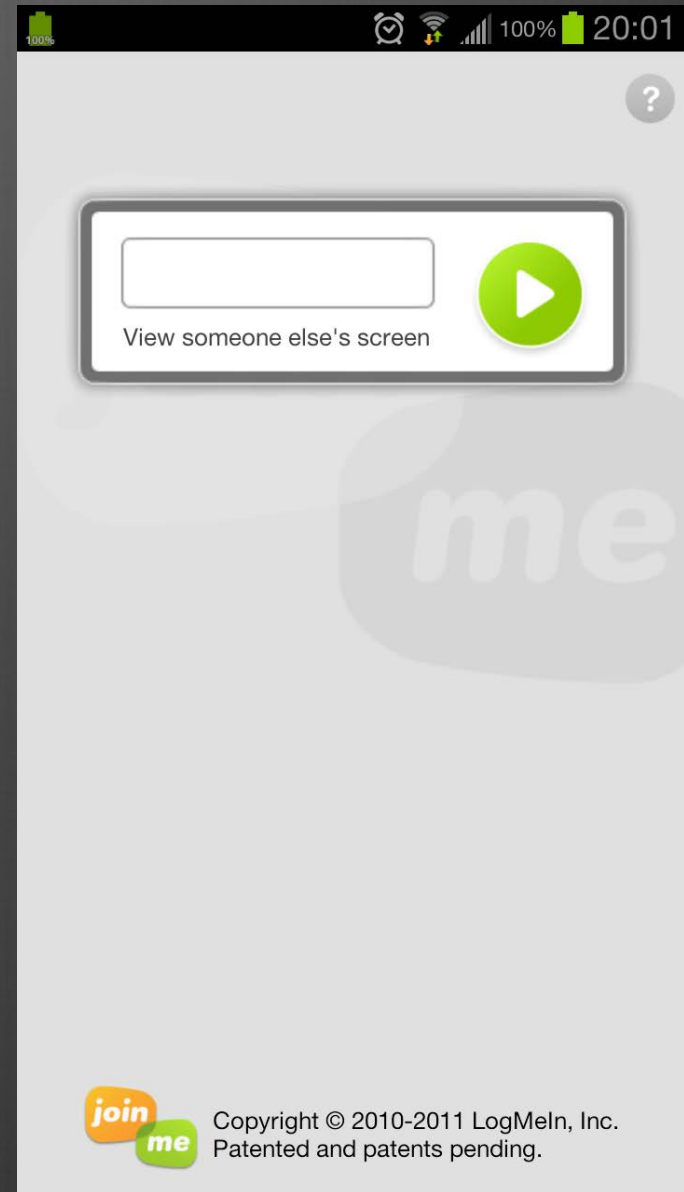 100%
100% 20:01
?
View someone else's screen
me
join
me
Copyright © 2010-2011 LogMeIn, Inc.
Patented and patents pending.